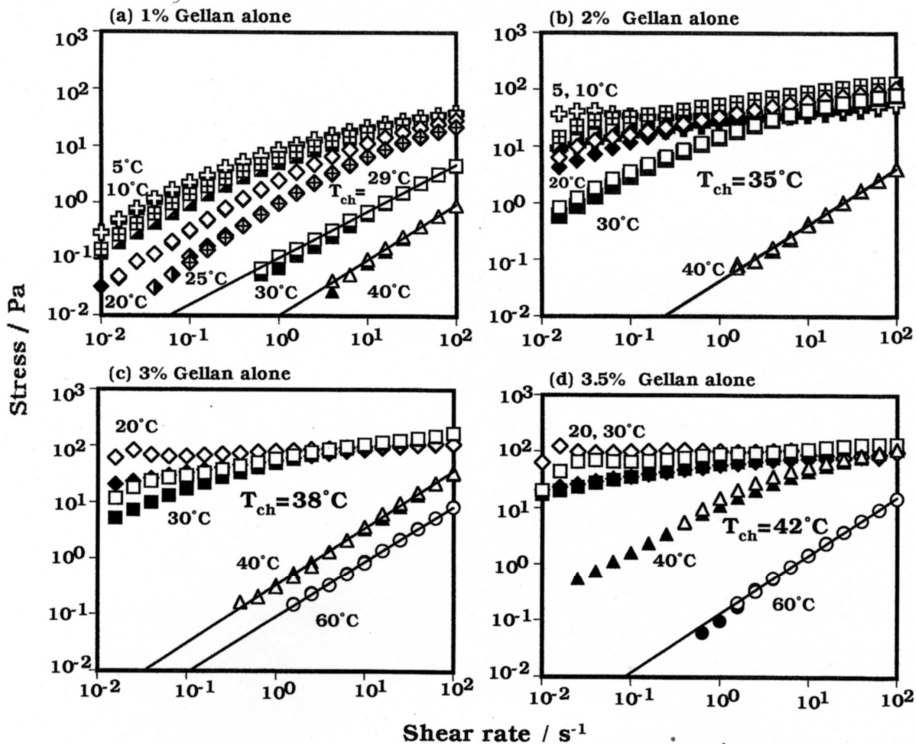 (a) 1% Gellan alone
10³
10²
10¹
10⁰
10⁻¹
10⁻²
5˚C
10˚C
20˚C
25˚C
30˚C
T_ch= 29˚C
40˚C
10⁻² 10⁻¹ 10⁰ 10¹ 10²
(b) 2% Gellan alone
10³
10²
10¹
10⁰
10⁻¹
10⁻²
5, 10˚C
20˚C
30˚C
T_ch=35˚C
40˚C
10⁻² 10⁻¹ 10⁰ 10¹ 10²
Stress / Pa
(c) 3% Gellan alone
10³
10²
10¹
10⁰
10⁻¹
10⁻²
20˚C
30˚C
T_ch=38˚C
40˚C
60˚C
10⁻² 10⁻¹ 10⁰ 10¹ 10²
(d) 3.5% Gellan alone
10³
10²
10¹
10⁰
10⁻¹
10⁻²
20, 30˚C
T_ch=42˚C
40˚C
60˚C
10⁻² 10⁻¹ 10⁰ 10¹ 10²
Shear rate / s⁻¹